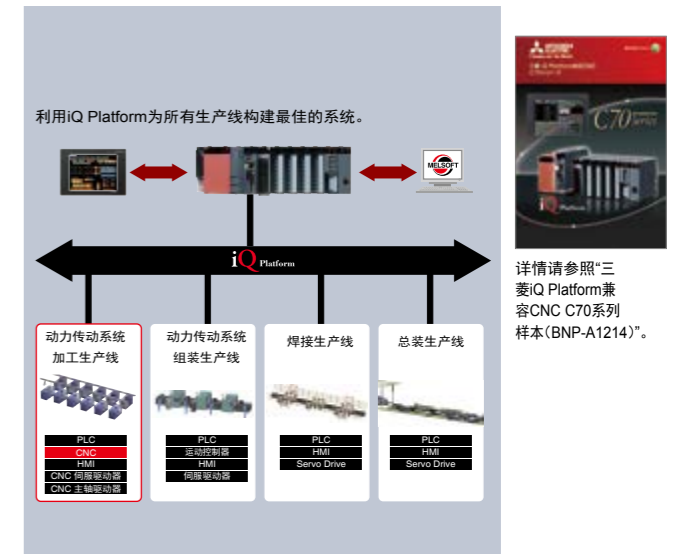 利用iQ Platform为所有生产线构建最佳的系统。
MELSOFT
iQ Platform
动力传动系统
加工生产线
PLC
CNC
HMI
CNC 伺服驱动器
CNC 主轴驱动器
动力传动系统
组装生产线
PLC
运动控制器
HMI
伺服驱动器
焊接生产线
PLC
HMI
Servo Drive
总装生产线
PLC
HMI
Servo Drive
C70
iQ Platform
详情请参照“三
菱iQ Platform兼
容CNC C70系列
样本（BNP-A1214）”。